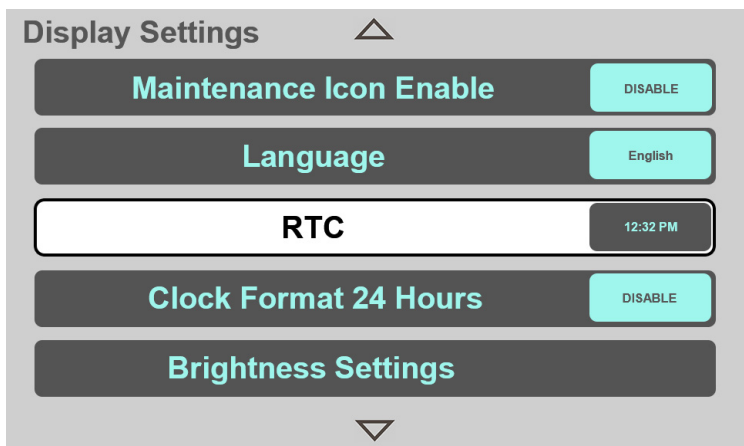 Display Settings
Maintenance Icon Enable DISABLE
Language English
RTC 12:32 PM
Clock Format 24 Hours DISABLE
Brightness Settings